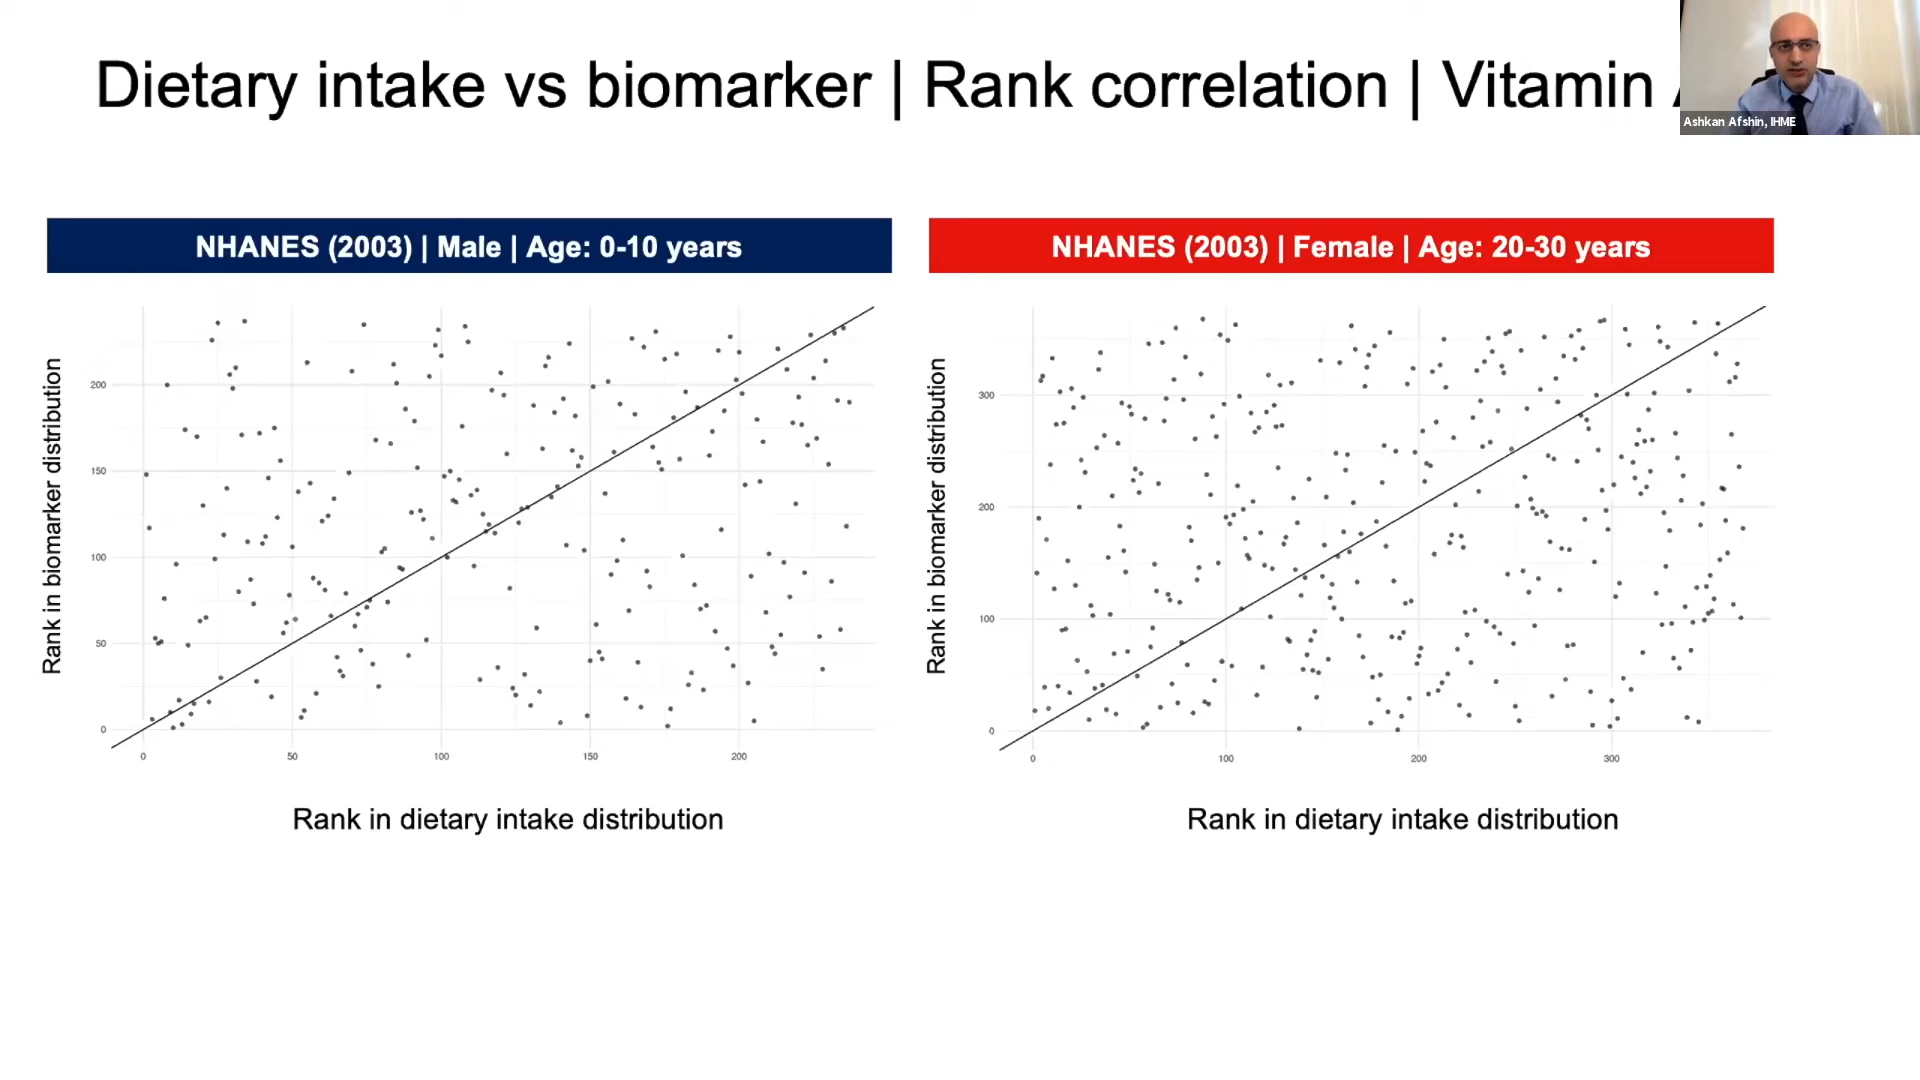 Dietary intake vs biomarker | Rank correlation | Vitamin
Ashkan Afshin, IHME
NHANES (2003) | Male | Age: 0-10 years
NHANES (2003) | Female | Age: 20-30 years
Rank in biomarker distribution
200
150
100
50
0
0 50 100 150 200
Rank in dietary intake distribution
Rank in biomarker distribution
300
200
100
0
0 100 200 300
Rank in dietary intake distribution